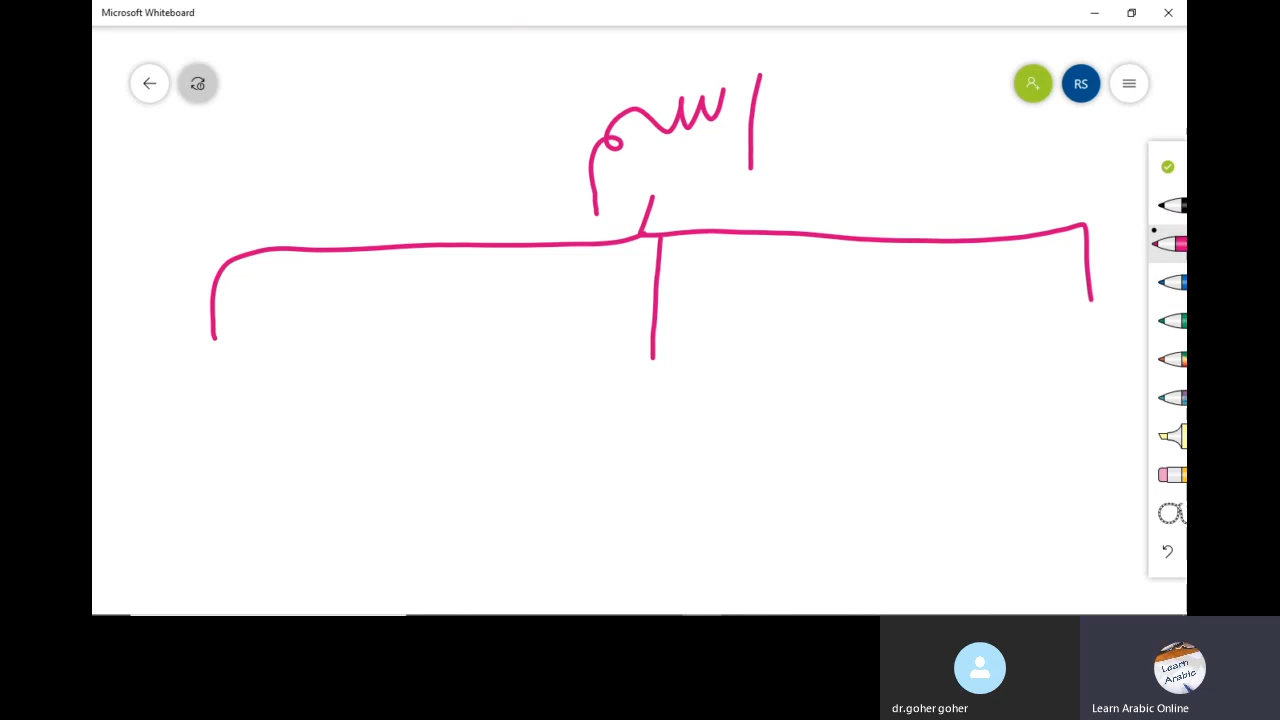 Microsoft Whiteboard
RS
اسم
Learn
Arabic
dr.goher goher
Learn Arabic Online